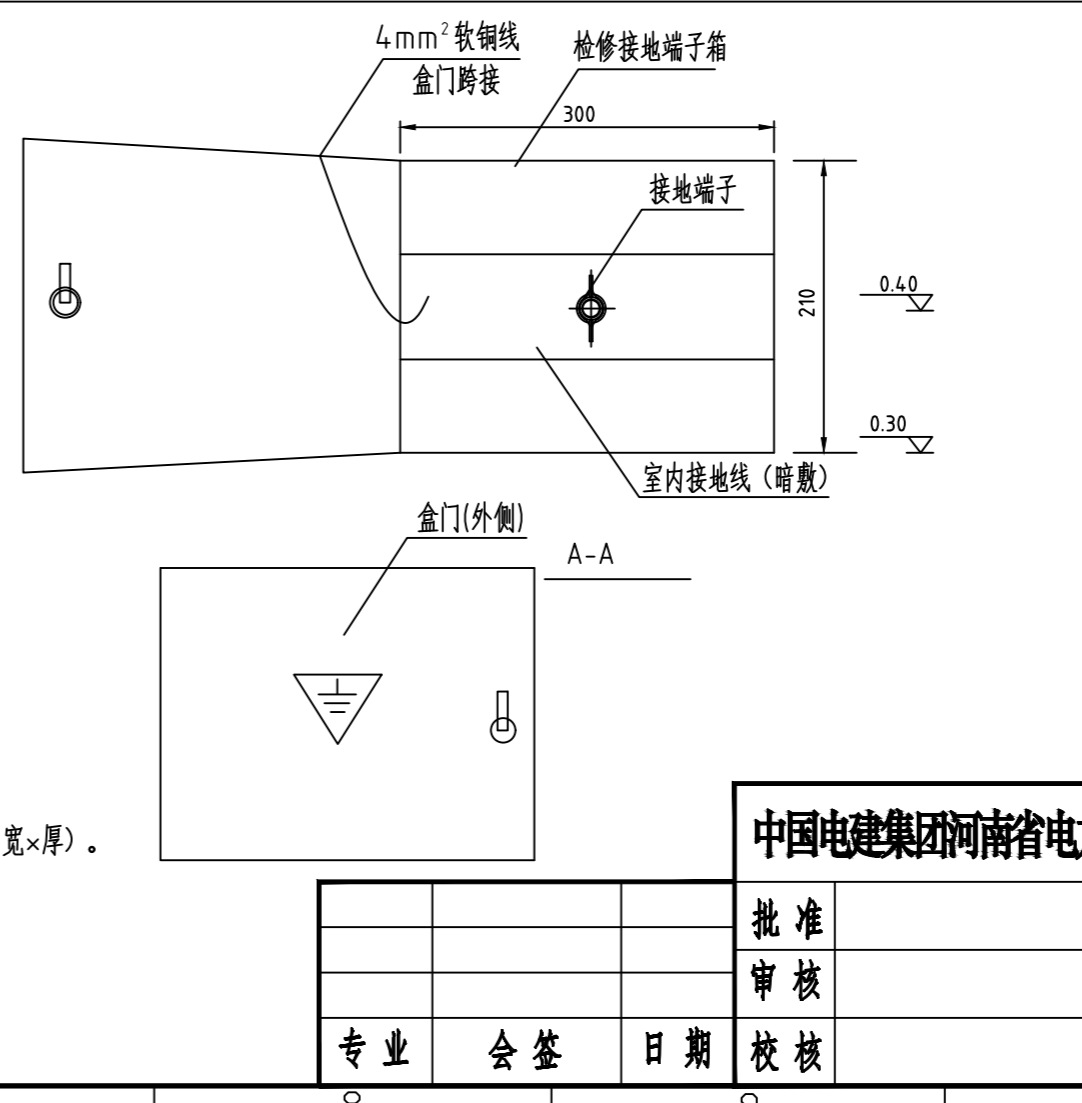 4mm²软铜线
盒门跨接
检修接地端子箱
300
接地端子
210
0.40
0.30
室内接地线（暗敷）
盒门(外侧)
A-A
宽×厚）。
中国电建集团河南省电
批 准
审 核
专 业 会 签 日 期 校 核